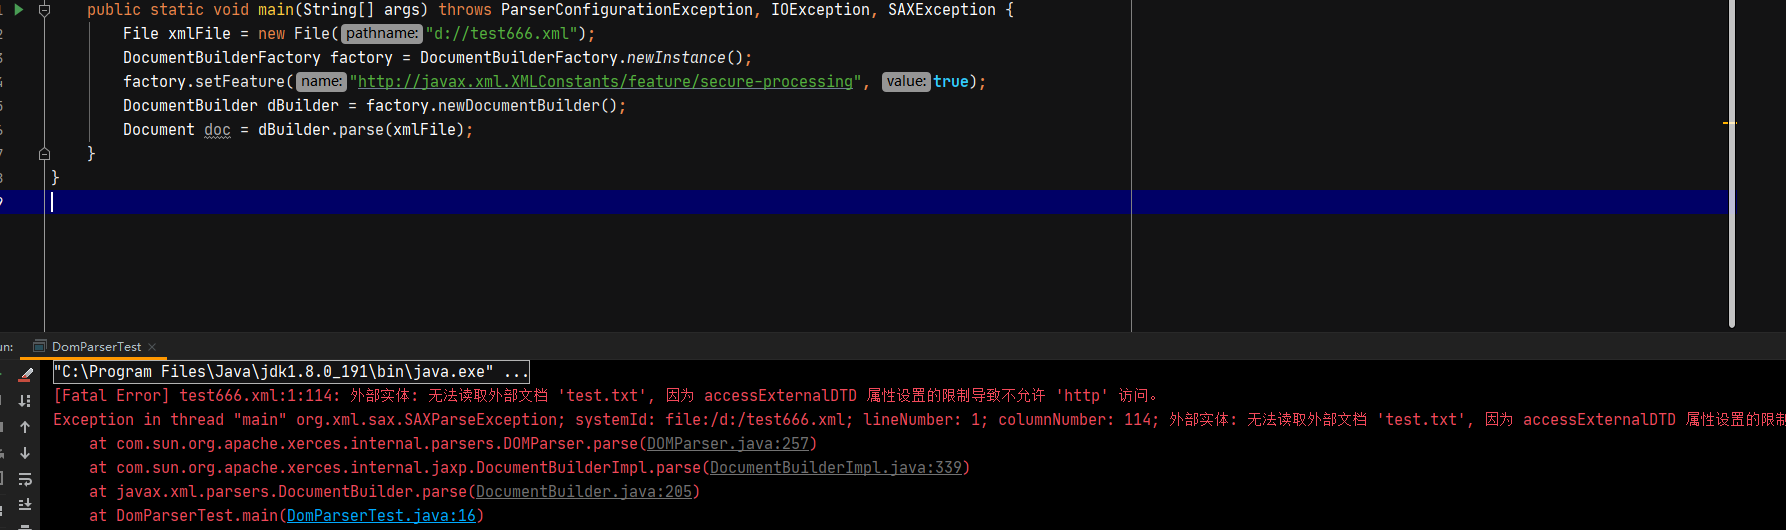 public static void main(String[] args) throws ParserConfigurationException, IOException, SAXException {
File xmlFile = new File( pathname: "d://test666.xml");
DocumentBuilderFactory factory = DocumentBuilderFactory.newInstance();
factory.setFeature( name: "http://javax.xml.XMLConstants/feature/secure-processing", value: true);
DocumentBuilder dBuilder = factory.newDocumentBuilder();
Document doc = dBuilder.parse(xmlFile);
}
}
un: DomParserTest ×
"C:\Program Files\Java\jdk1.8.0_191\bin\java.exe" ...
[Fatal Error] test666.xml:1:114: 外部实体: 无法读取外部文档 'test.txt', 因为 accessExternalDTD 属性设置的限制导致不允许 'http' 访问。
Exception in thread "main" org.xml.sax.SAXParseException; systemId: file:/d:/test666.xml; lineNumber: 1; columnNumber: 114; 外部实体: 无法读取外部文档 'test.txt', 因为 accessExternalDTD 属性设置的限
at com.sun.org.apache.xerces.internal.parsers.DOMParser.parse(DOMParser.java:257)
at com.sun.org.apache.xerces.internal.jaxp.DocumentBuilderImpl.parse(DocumentBuilderImpl.java:339)
at javax.xml.parsers.DocumentBuilder.parse(DocumentBuilder.java:205)
at DomParserTest.main(DomParserTest.java:16)